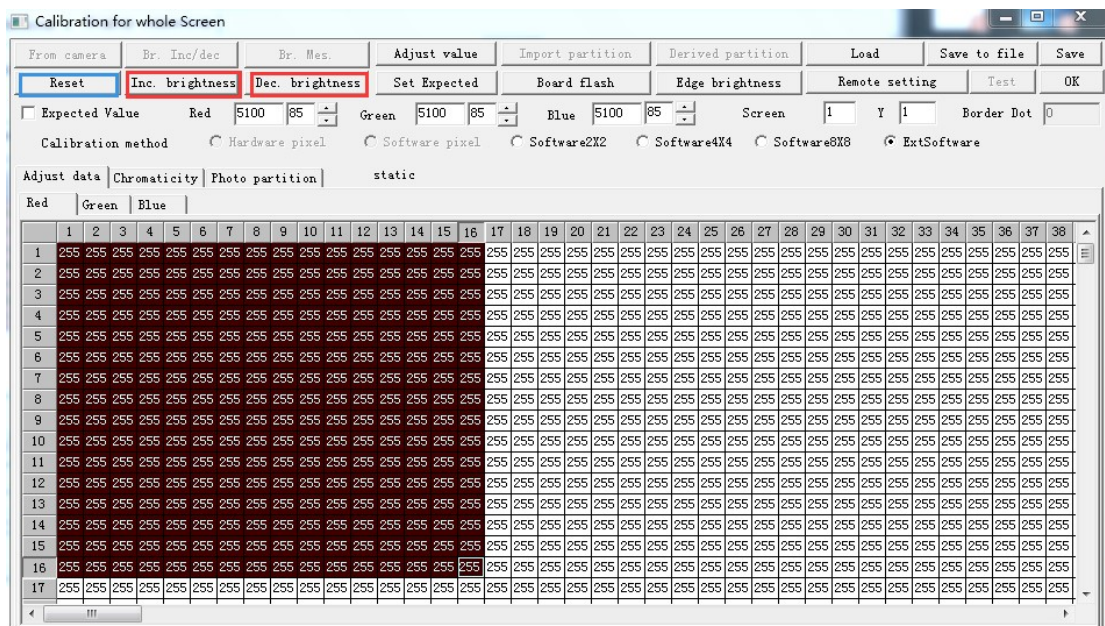 Calibration for whole Screen
From camera Br. Inc/dec Br. Mes. Adjust value Import partition Derived partition Load Save to file Save
Reset Inc. brightness Dec. brightness Set Expected Board flash Edge brightness Remote setting Test OK
Expected Value Red 5100 85 Green 5100 85 Blue 5100 85 Screen 1 Y 1 Border Dot 0
Calibration method Hardware pixel Software pixel Software2X2 Software4X4 Software8X8 ExtSoftware
Adjust data Chromaticity Photo partition static
Red Green Blue
1 2 3 4 5 6 7 8 9 10 11 12 13 14 15 16 17 18 19 20 21 22 23 24 25 26 27 28 29 30 31 32 33 34 35 36 37 38
1 255 255 255 255 255 255 255 255 255 255 255 255 255 255 255 255 255 255 255 255 255 255 255 255 255 255 255 255 255 255 255 255 255 255 255 255 255 255
2 255 255 255 255 255 255 255 255 255 255 255 255 255 255 255 255 255 255 255 255 255 255 255 255 255 255 255 255 255 255 255 255 255 255 255 255 255 255
3 255 255 255 255 255 255 255 255 255 255 255 255 255 255 255 255 255 255 255 255 255 255 255 255 255 255 255 255 255 255 255 255 255 255 255 255 255 255
4 255 255 255 255 255 255 255 255 255 255 255 255 255 255 255 255 255 255 255 255 255 255 255 255 255 255 255 255 255 255 255 255 255 255 255 255 255 255
5 255 255 255 255 255 255 255 255 255 255 255 255 255 255 255 255 255 255 255 255 255 255 255 255 255 255 255 255 255 255 255 255 255 255 255 255 255 255
6 255 255 255 255 255 255 255 255 255 255 255 255 255 255 255 255 255 255 255 255 255 255 255 255 255 255 255 255 255 255 255 255 255 255 255 255 255 255
7 255 255 255 255 255 255 255 255 255 255 255 255 255 255 255 255 255 255 255 255 255 255 255 255 255 255 255 255 255 255 255 255 255 255 255 255 255 255
8 255 255 255 255 255 255 255 255 255 255 255 255 255 255 255 255 255 255 255 255 255 255 255 255 255 255 255 255 255 255 255 255 255 255 255 255 255 255
9 255 255 255 255 255 255 255 255 255 255 255 255 255 255 255 255 255 255 255 255 255 255 255 255 255 255 255 255 255 255 255 255 255 255 255 255 255 255
10 255 255 255 255 255 255 255 255 255 255 255 255 255 255 255 255 255 255 255 255 255 255 255 255 255 255 255 255 255 255 255 255 255 255 255 255 255 255
11 255 255 255 255 255 255 255 255 255 255 255 255 255 255 255 255 255 255 255 255 255 255 255 255 255 255 255 255 255 255 255 255 255 255 255 255 255 255
12 255 255 255 255 255 255 255 255 255 255 255 255 255 255 255 255 255 255 255 255 255 255 255 255 255 255 255 255 255 255 255 255 255 255 255 255 255 255
13 255 255 255 255 255 255 255 255 255 255 255 255 255 255 255 255 255 255 255 255 255 255 255 255 255 255 255 255 255 255 255 255 255 255 255 255 255 255
14 255 255 255 255 255 255 255 255 255 255 255 255 255 255 255 255 255 255 255 255 255 255 255 255 255 255 255 255 255 255 255 255 255 255 255 255 255 255
15 255 255 255 255 255 255 255 255 255 255 255 255 255 255 255 255 255 255 255 255 255 255 255 255 255 255 255 255 255 255 255 255 255 255 255 255 255 255
16 255 255 255 255 255 255 255 255 255 255 255 255 255 255 255 255 255 255 255 255 255 255 255 255 255 255 255 255 255 255 255 255 255 255 255 255 255 255
17 255 255 255 255 255 255 255 255 255 255 255 255 255 255 255 255 255 255 255 255 255 255 255 255 255 255 255 255 255 255 255 255 255 255 255 255 255 255